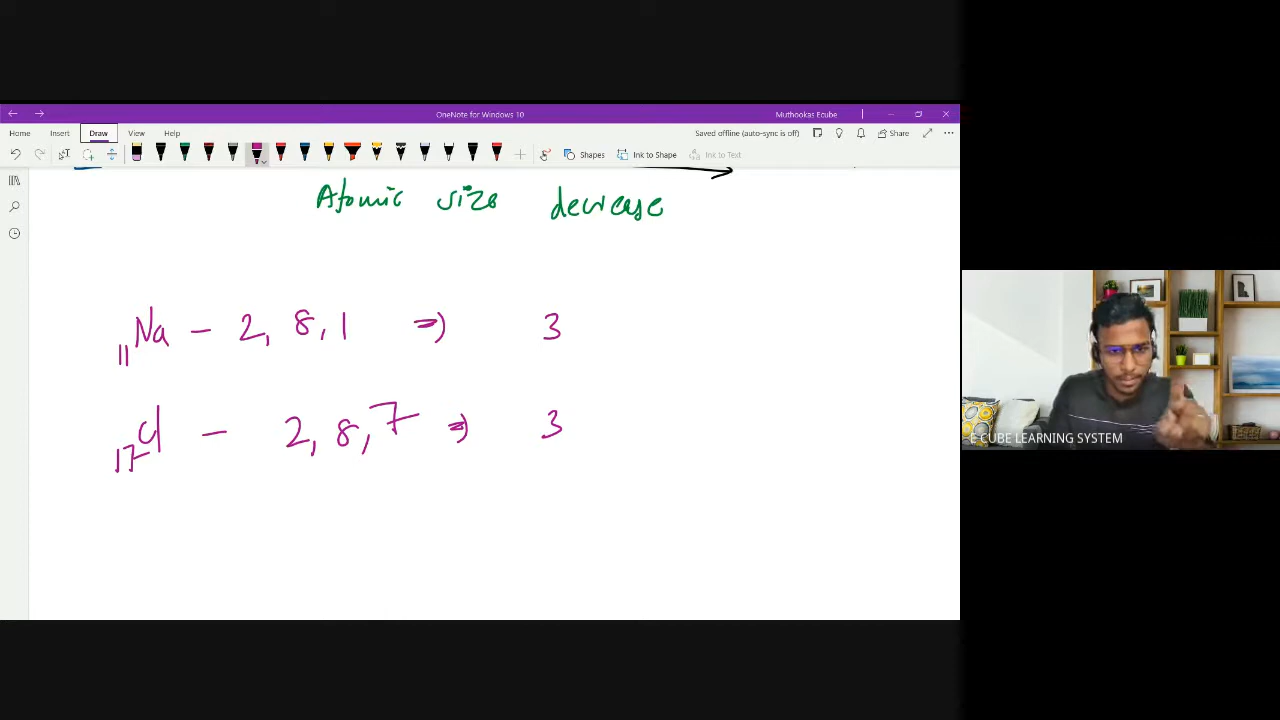 OneNote for Windows 10
Muthookas Ecube
Home Insert Draw View Help
Saved offline (auto-sync is off)
Share
Shapes
Ink to Shape
Ink to Text
Atomic size decrease
11Na - 2, 8, 1 ⇒ 3
17Cl - 2, 8, 7 ⇒ 3
E CUBE LEARNING SYSTEM